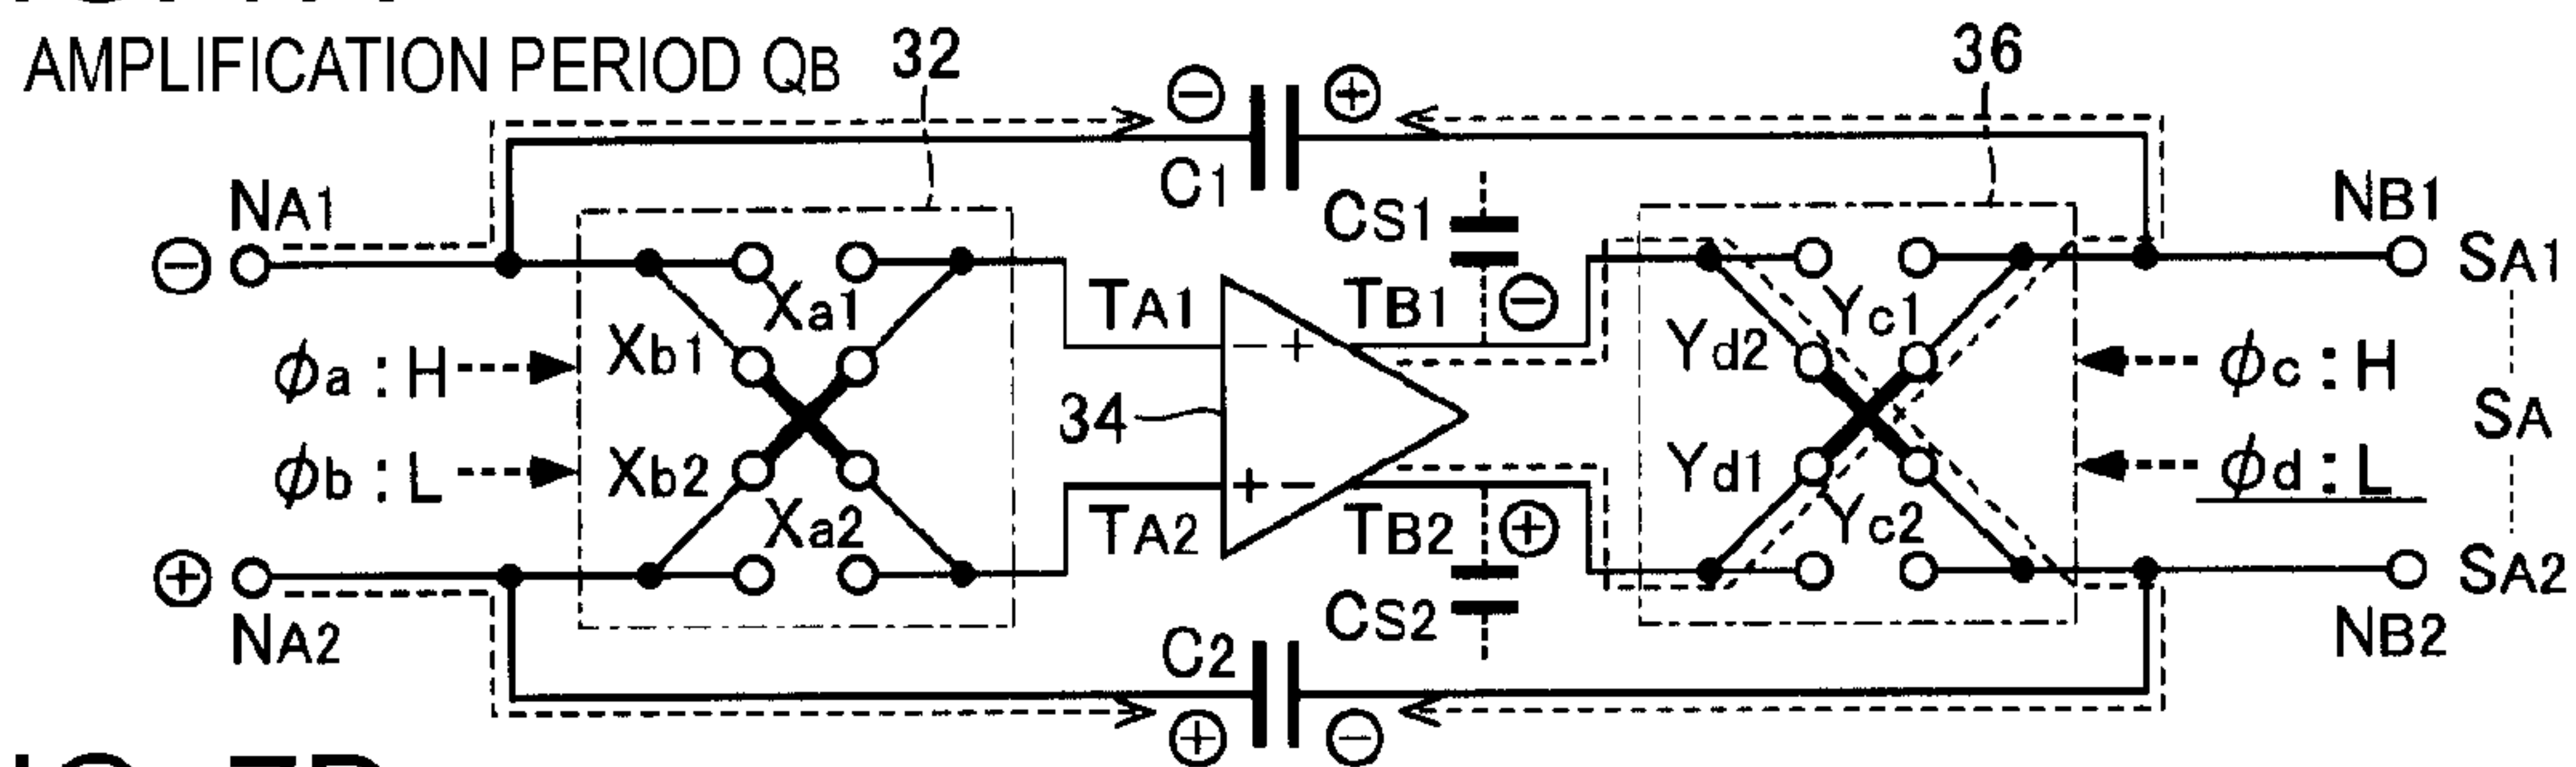 AMPLIFICATION PERIOD QB
32
36
⊖
⊕
C1
NA1
CS1
NB1
⊖
SA1
Xa1
TA1
TB1
⊖
Yc1
Xb1
− +
Yd2
ϕa : H
ϕc : H
34
SA
ϕb : L
Xb2
Yd1
ϕd : L
+ −
Xa2
TA2
TB2
⊕
Yc2
⊕
SA2
NA2
CS2
NB2
C2
⊕
⊖